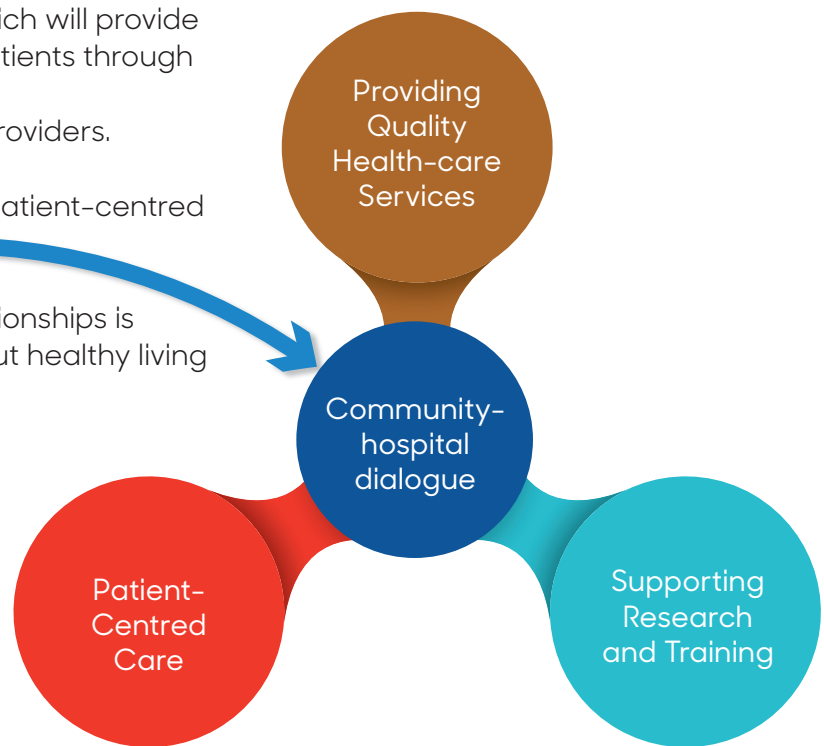 ich will provide
tients through
roviders.
atient-centred
ionships is
ut healthy living
Providing
Quality
Health-care
Services
Community-
hospital
dialogue
Patient-
Centred
Care
Supporting
Research
and Training